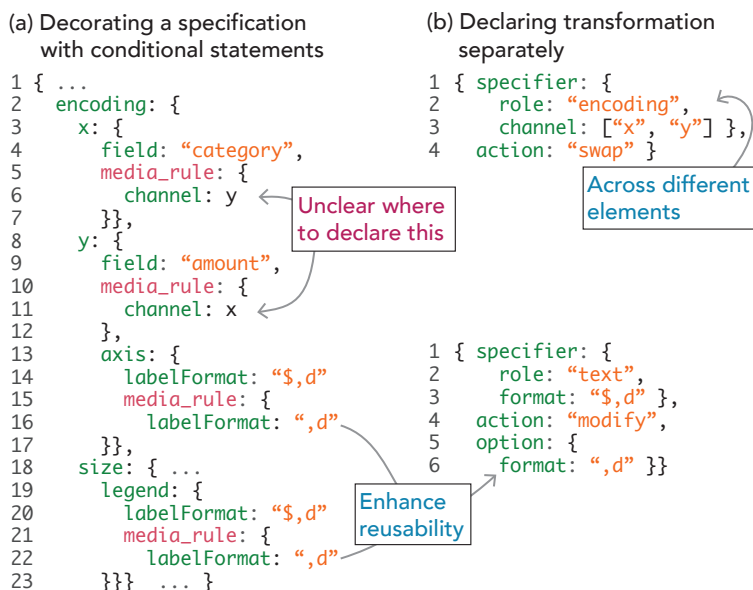 (a) Decorating a specification
with conditional statements
1 { ...
2 encoding: {
3 x: {
4 field: “category”,
5 media_rule: {
6 channel: y
7 }},
8 y: {
9 field: “amount”,
10 media_rule: {
11 channel: x
12 },
13 axis: {
14 labelFormat: “$,d”
15 media_rule: {
16 labelFormat: “,d”
17 }},
18 size: { ...
19 legend: {
20 labelFormat: “$,d”
21 media_rule: {
22 labelFormat: “,d”
23 }}} ... }
Unclear where
to declare this
Enhance
reusability
(b) Declaring transformation
separately
1 { specifier: {
2 role: “encoding”,
3 channel: [“x”, “y”] },
4 action: “swap” }
Across different
elements
1 { specifier: {
2 role: “text”,
3 format: “$,d” },
4 action: “modify”,
5 option: {
6 format: “,d” }}